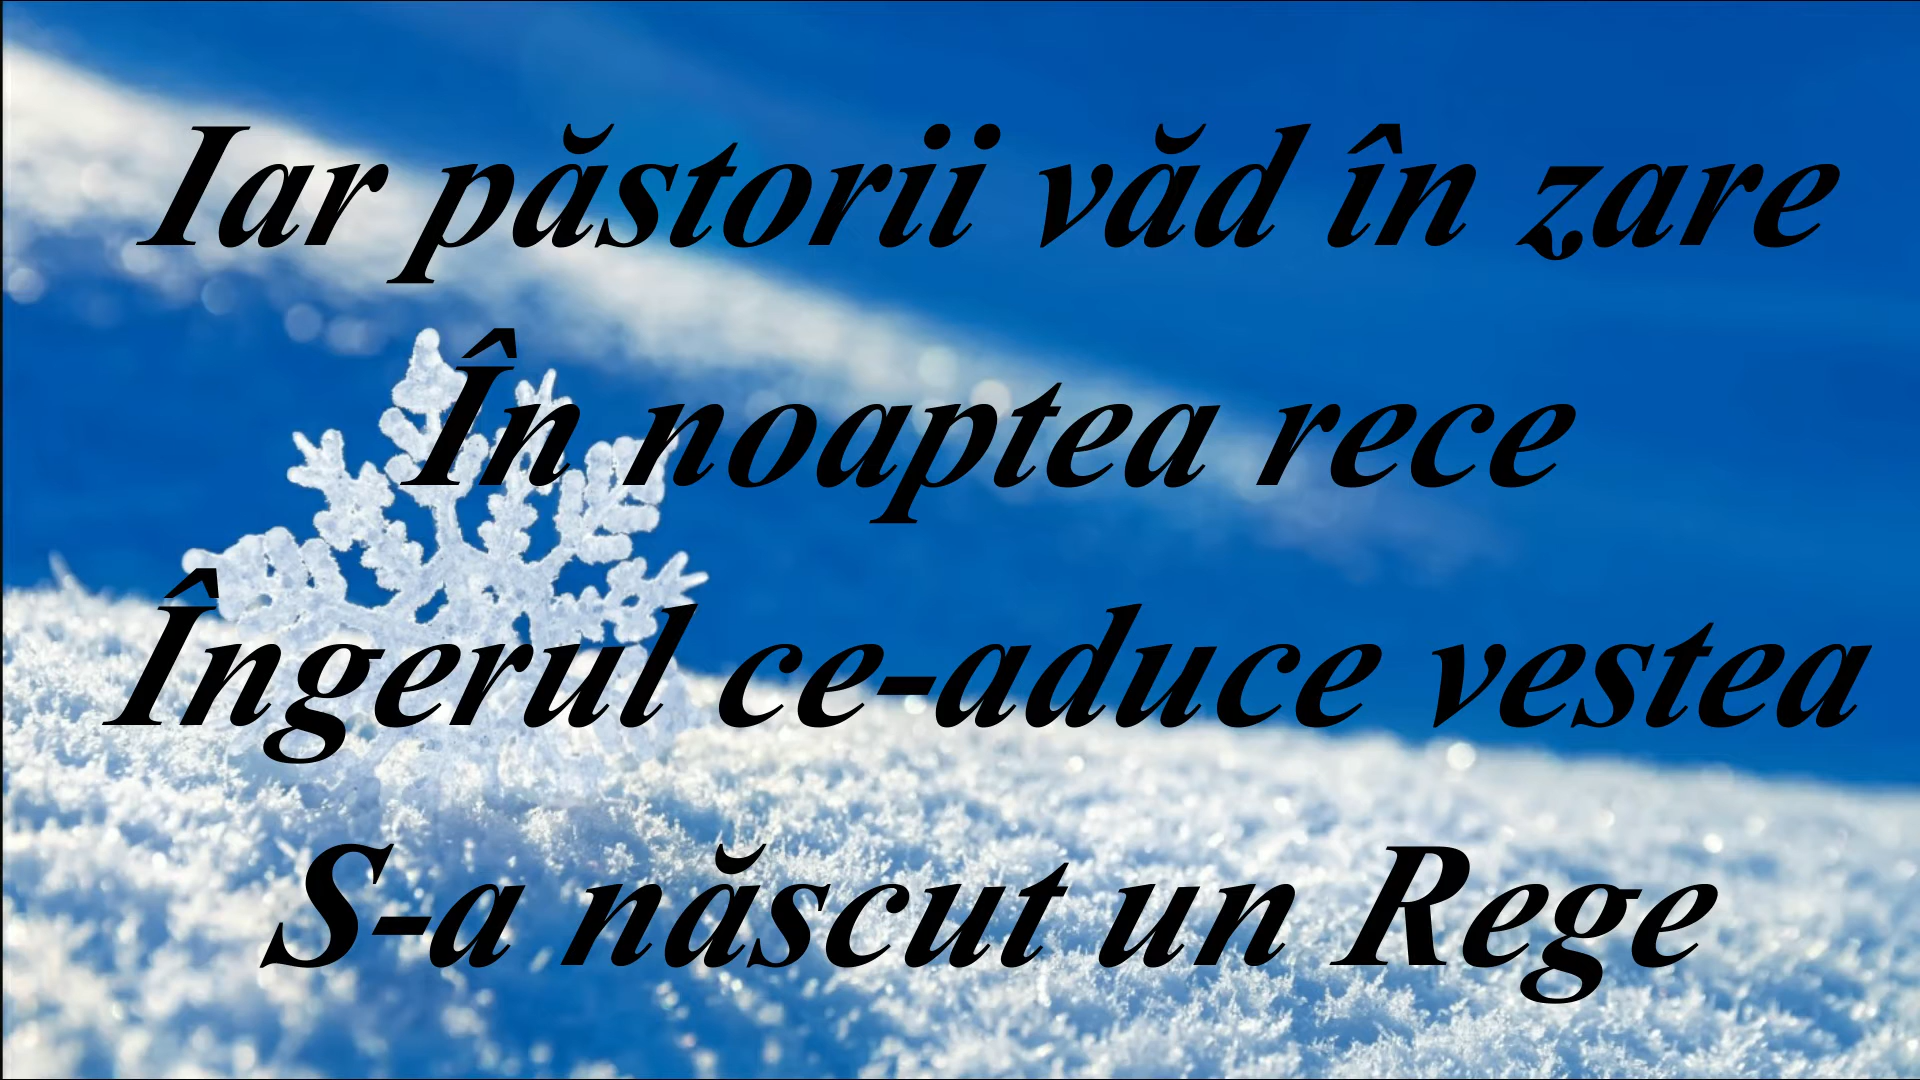 Iar păstorii văd în zare
În noaptea rece
Îngerul ce-aduce vestea
S-a născut un Rege